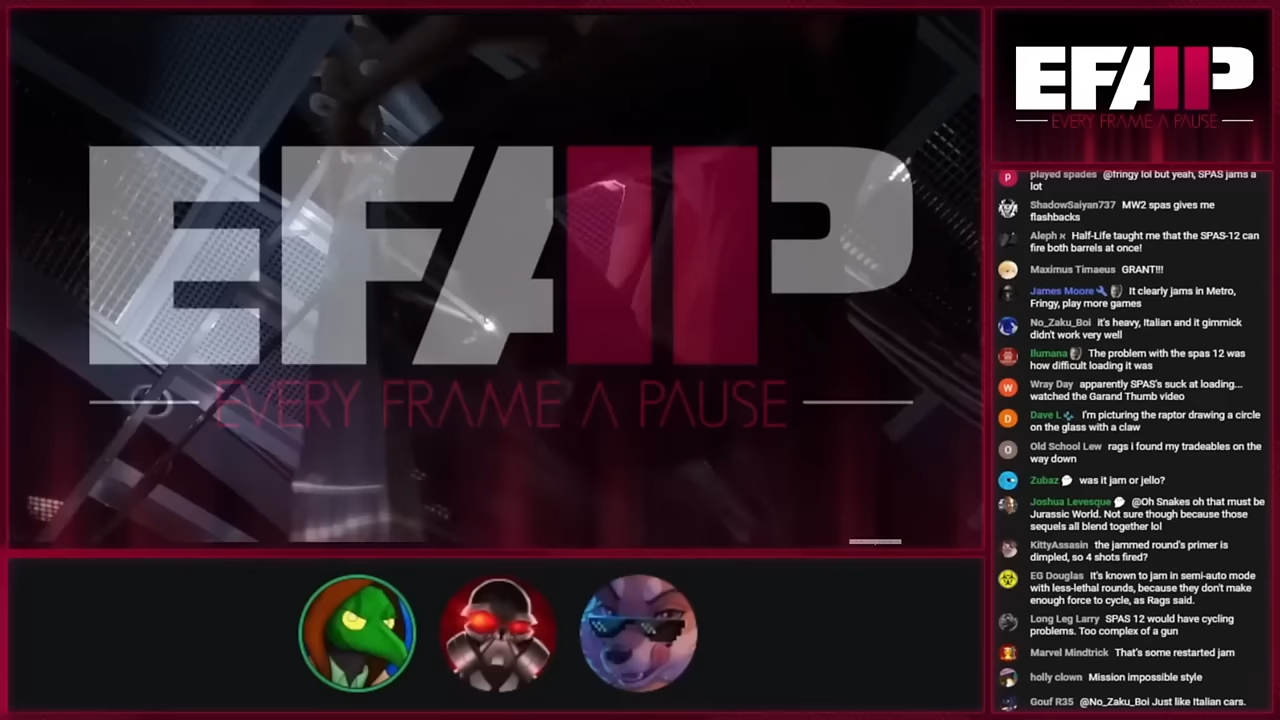 EFAP
EVERY FRAME A PAUSE
EFAP
EVERY FRAME A PAUSE
p played spades @fringy lol but yeah, SPAS jams a
lot
ShadowSaiyan737 MW2 spas gives me
flashbacks
Aleph א Half-Life taught me that the SPAS-12 can
fire both barrels at once!
Maximus Timaeus GRANT!!!
James Moore It clearly jams in Metro,
Fringy, play more games
No_Zaku_Boi it's heavy, Italian and it gimmick
didn't work very well
Ilumana The problem with the spas 12 was
how difficult loading it was
W Wray Day apparently SPAS's suck at loading...
watched the Garand Thumb video
D Dave L I'm picturing the raptor drawing a circle
on the glass with a claw
O Old School Lew rags i found my tradeables on the
way down
Zubaz was it jam or jello?
Joshua Levesque @Oh Snakes oh that must be
Jurassic World. Not sure though because those
sequels all blend together lol
KittyAssasin the jammed round's primer is
dimpled, so 4 shots fired?
EG Douglas It's known to jam in semi-auto mode
with less-lethal rounds, because they don't make
enough force to cycle, as Rags said.
Long Leg Larry SPAS 12 would have cycling
problems. Too complex of a gun
Marvel Mindtrick That's some restarted jam
holly clown Mission impossible style
Gouf R35 @No_Zaku_Boi Just like Italian cars.